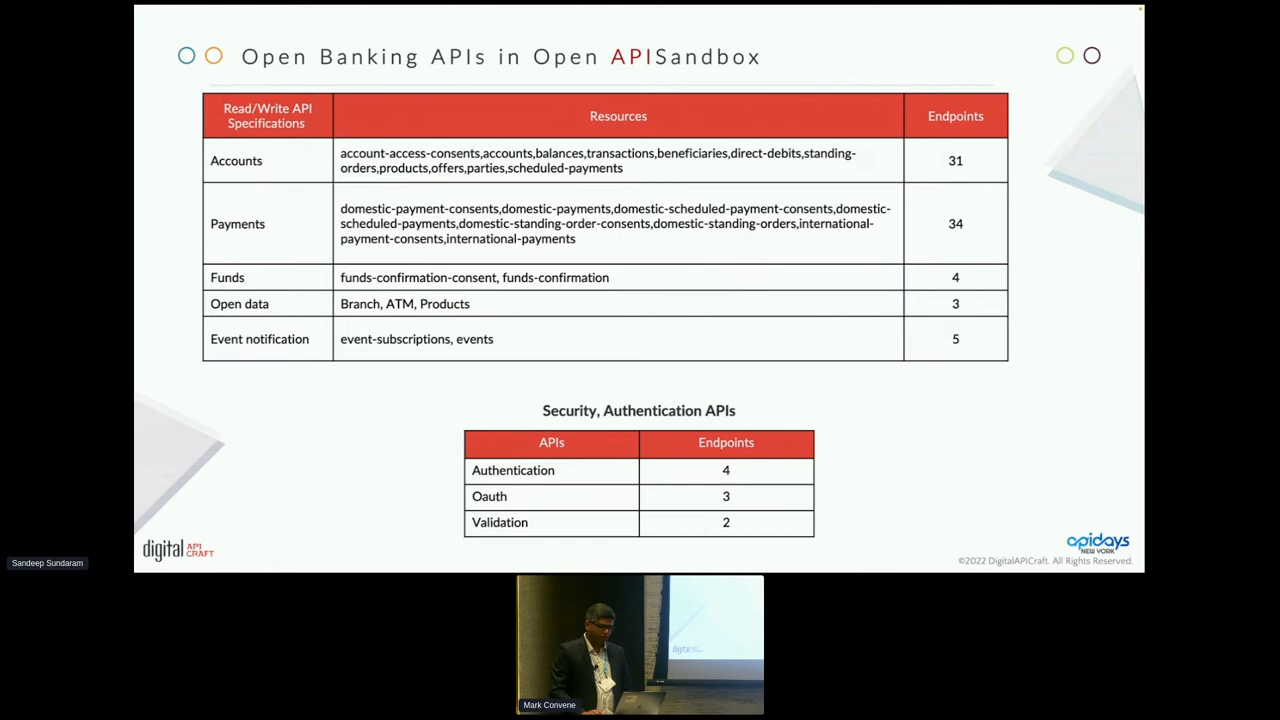 Open Banking APIs in Open APISandbox
Read/Write API
Specifications
Resources
Endpoints
Accounts
account-access-consents,accounts,balances,transactions,beneficiaries,direct-debits,standing-
orders,products,offers,parties,scheduled-payments
31
Payments
domestic-payment-consents,domestic-payments,domestic-scheduled-payment-consents,domestic-
scheduled-payments,domestic-standing-order-consents,domestic-standing-orders,international-
payment-consents,international-payments
34
Funds
funds-confirmation-consent, funds-confirmation
4
Open data
Branch, ATM, Products
3
Event notification
event-subscriptions, events
5
Security, Authentication APIs
APIs
Endpoints
Authentication
4
Oauth
3
Validation
2
digital API CRAFT
apidays
NEW YORK
©2022 DigitalAPICraft. All Rights Reserved.
Sandeep Sundaram
digital
Mark Convene